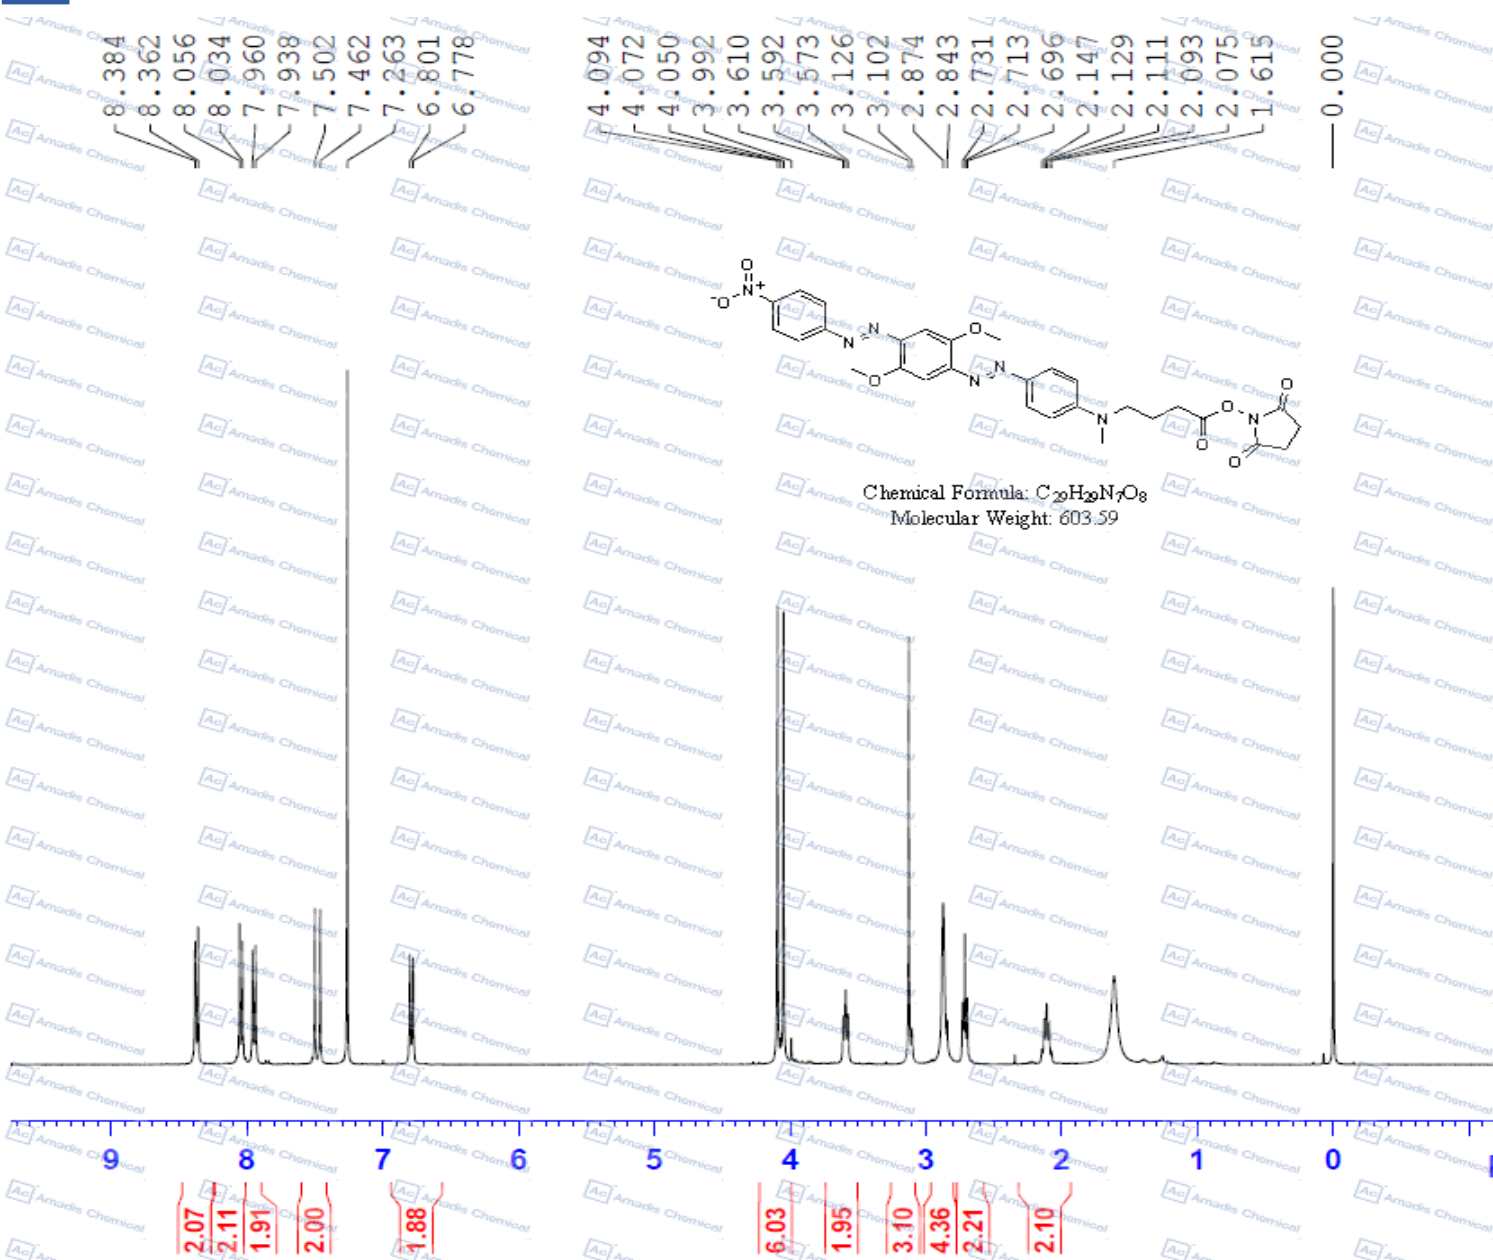 8.384
8.362
8.056
8.034
7.960
7.938
7.502
7.462
7.263
6.801
6.778
4.094
4.072
4.050
3.992
3.610
3.592
3.573
3.126
3.102
2.874
2.843
2.731
2.713
2.696
2.147
2.129
2.111
2.093
2.075
1.615
0.000
O
⁻O N⁺
N N
O
O
N N
N
O
O
O
N
O
O
Chemical Formula: C₂₉H₂₉N₇O₈
Molecular Weight: 603.59
9 8 7 6 5 4 3 2 1 0
2.07
2.11
1.91
2.00
1.88
6.03
1.95
3.10
4.36
2.21
2.10
Ac Amadis Chemical